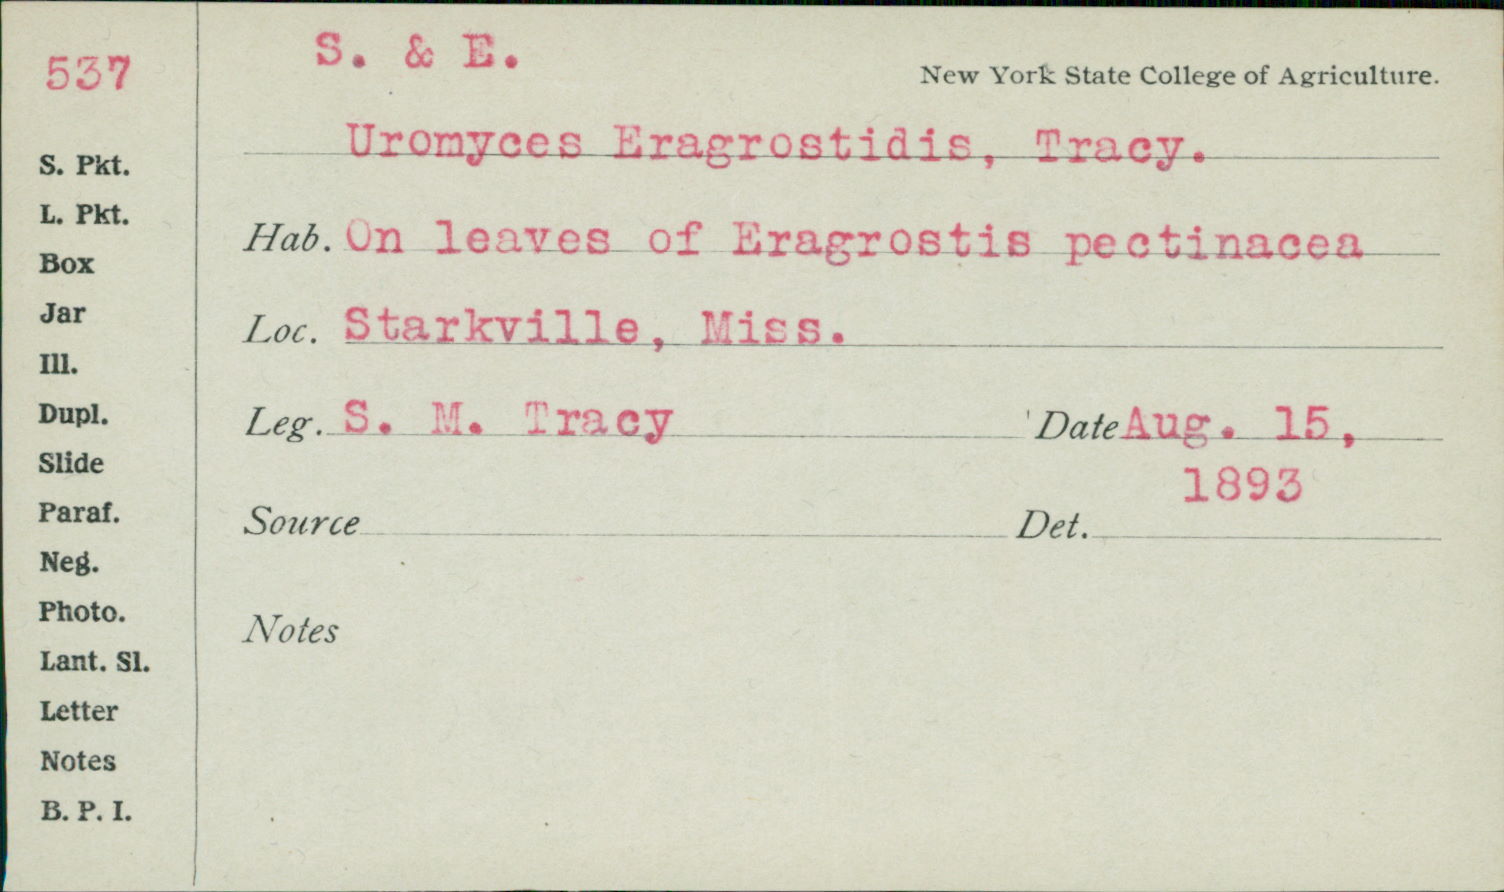 537
S. & E.
New York State College of Agriculture.
Uromyces Eragrostidis, Tracy.
Hab. On leaves of Eragrostis pectinacea
Loc. Starkville, Miss.
Leg. S. M. Tracy Date Aug. 15,
1893
Source Det.
Notes
S. Pkt.
L. Pkt.
Box
Jar
Ill.
Dupl.
Slide
Paraf.
Neg.
Photo.
Lant. Sl.
Letter
Notes
B. P. I.